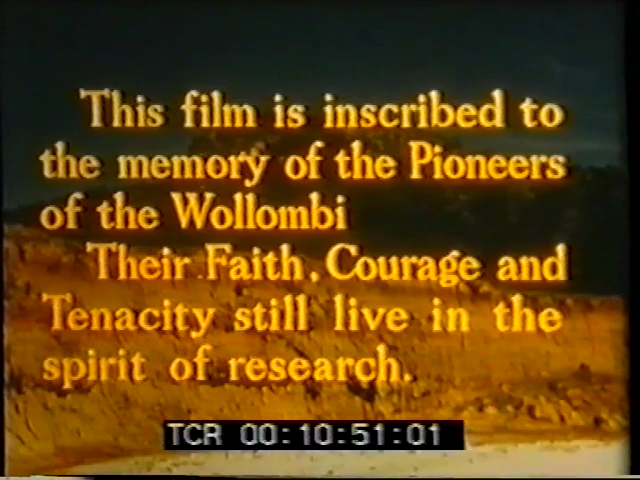 This film is inscribed to
the memory of the Pioneers
of the Wollombi
Their Faith, Courage and
Tenacity still live in the
spirit of research.
TCR 00:10:51:01